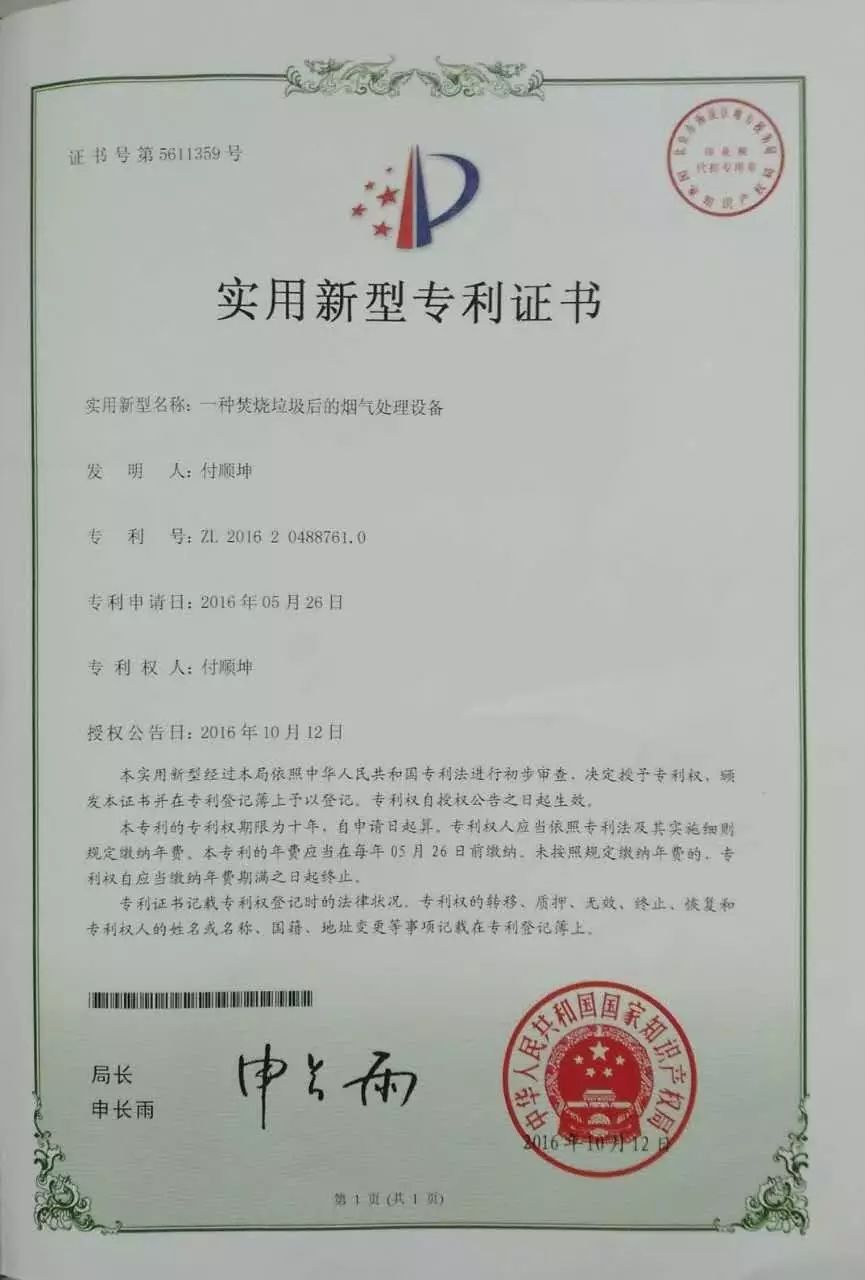 证书号第5611359号
实用新型专利证书
实用新型名称：一种焚烧垃圾后的烟气处理设备
发明人：付顺坤
专利号：ZL 2016 2 0488761.0
专利申请日：2016年05月26日
专利权人：付顺坤
授权公告日：2016年10月12日
本实用新型经过本局依照中华人民共和国专利法进行初步审查，决定授予专利权，颁
发本证书并在专利登记簿上予以登记。专利权自授权公告之日起生效。
本专利的专利权期限为十年，自申请日起算。专利权人应当依照专利法及其实施细则
规定缴纳年费。本专利的年费应当在每年05月26日前缴纳。未按照规定缴纳年费的，专
利权自应当缴纳年费期满之日起终止。
专利证书记载专利权登记时的法律状况。专利权的转移、质押、无效、终止、恢复和
专利权人的姓名或名称、国籍、地址变更等事项记载在专利登记簿上。
局长
申长雨
申长雨
中华人民共和国国家知识产权局
2016年10月12日
第1页(共1页)